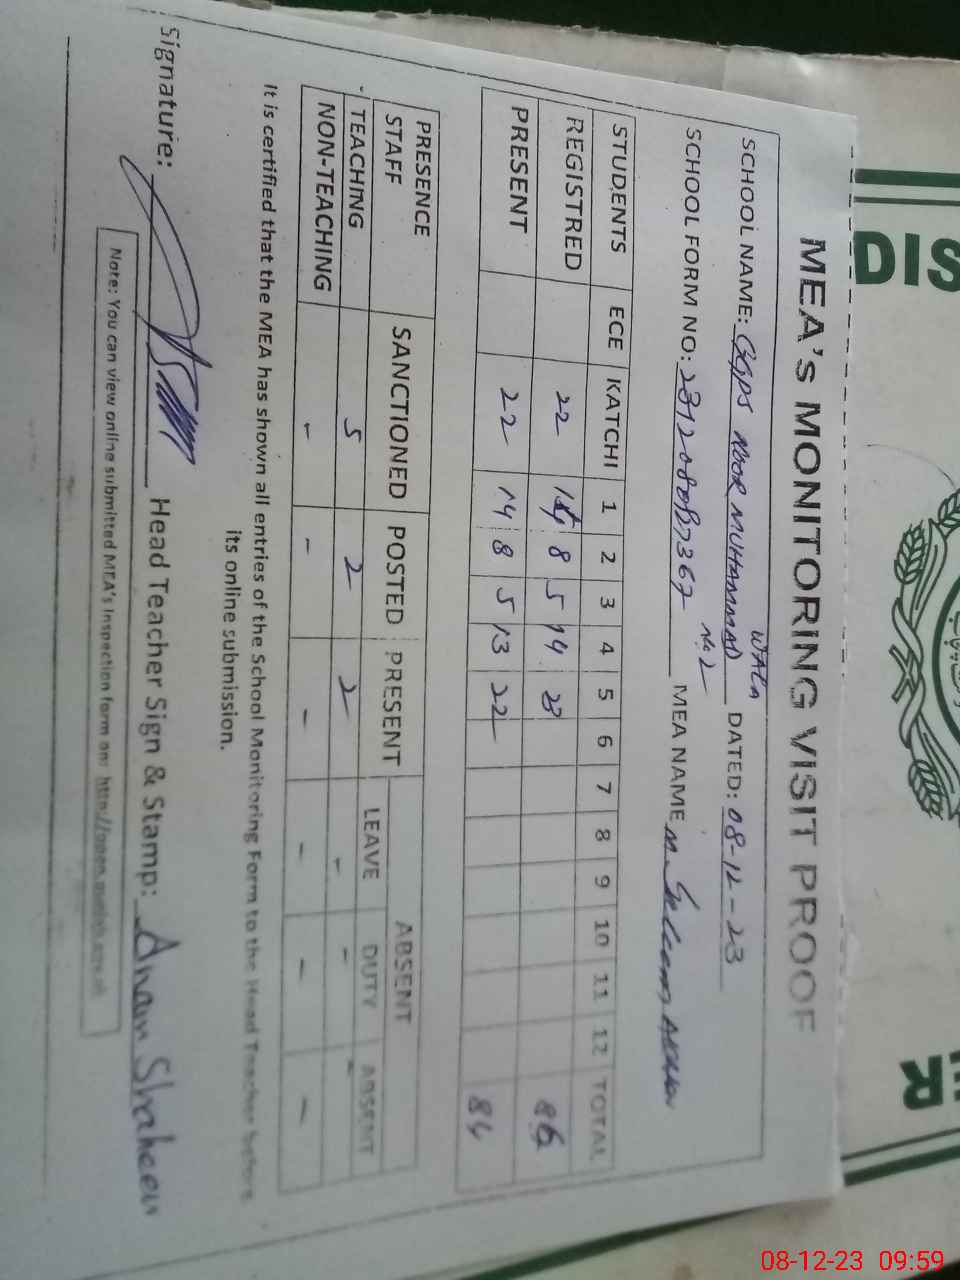 DIS
ER
MEA's MONITORING VISIT PROOF
SCHOOL NAME: GGPS NOOR MUHAMMAD WALA No 2 DATED: 08-12-23
SCHOOL FORM NO: MEA NAME M. Saleem Akhtar
STUDENTS ECE KATCHI 1 2 3 4 5 6 7 8 9 10 11 12 TOTAL
REGISTRED 22 14 8 5 14 23 86
PRESENT 22 14 8 5 13 22 84
PRESENCE STAFF SANCTIONED POSTED PRESENT ABSENT
LEAVE DUTY ABSENT
TEACHING 5 2 2 - - -
NON-TEACHING - - - - - -
It is certified that the MEA has shown all entries of the School Monitoring Form to the Head Teacher before
its online submission.
Signature: Head Teacher Sign & Stamp: Anam Shaheen
Note: You can view online submitted MEA's Inspection form on:
08-12-23 09:59